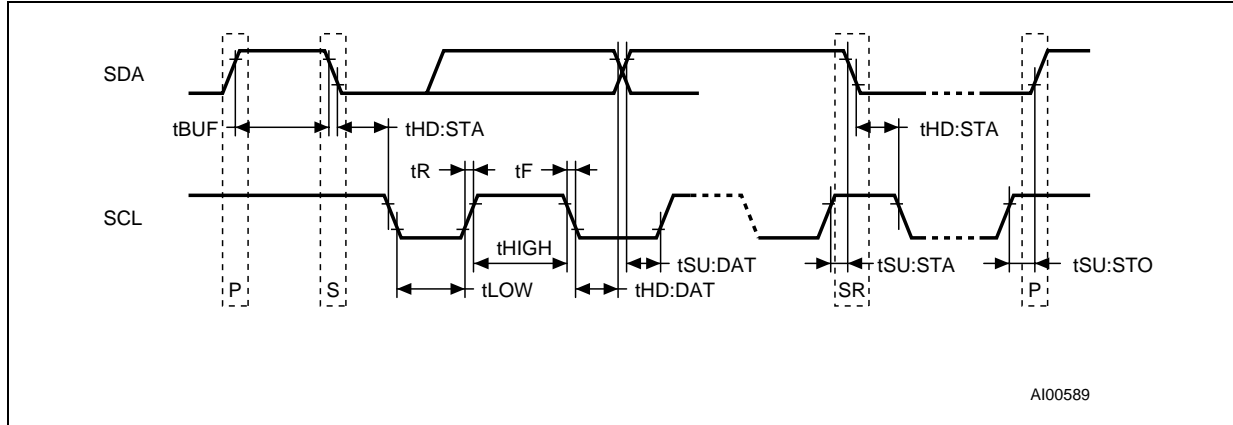 SDA
tBUF
tHD:STA
tHD:STA
tR
tF
SCL
tHIGH
tSU:DAT
tSU:STA
tSU:STO
P
S
tLOW
tHD:DAT
SR
P
AI00589